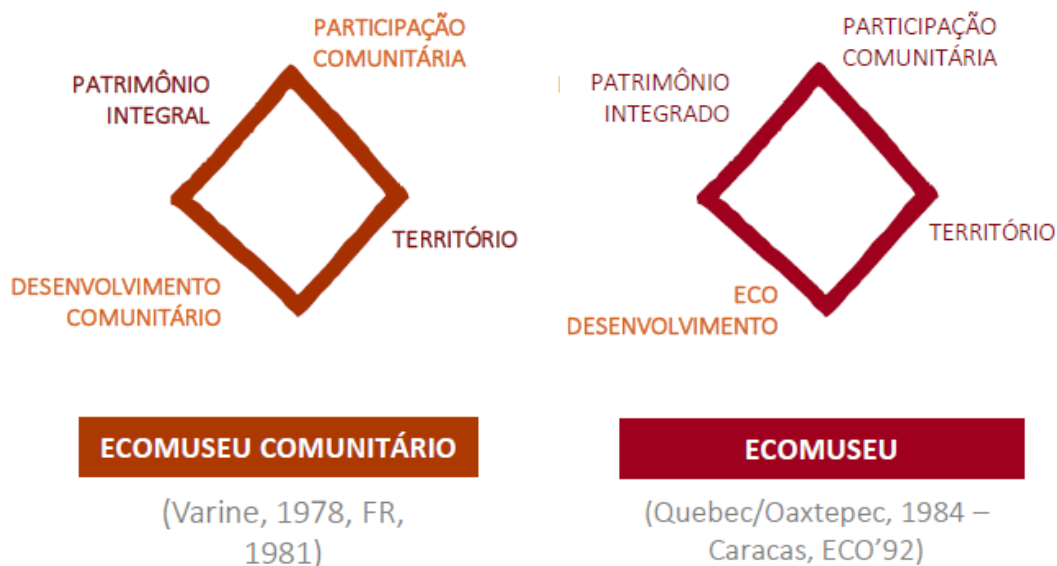 PARTICIPAÇÃO
COMUNITÁRIA
PATRIMÔNIO
INTEGRAL
TERRITÓRIO
DESENVOLVIMENTO
COMUNITÁRIO
ECOMUSEU COMUNITÁRIO
(Varine, 1978, FR,
1981)
PARTICIPAÇÃO
COMUNITÁRIA
PATRIMÔNIO
INTEGRADO
TERRITÓRIO
ECO
DESENVOLVIMENTO
ECOMUSEU
(Quebec/Oaxtepec, 1984 –
Caracas, ECO'92)